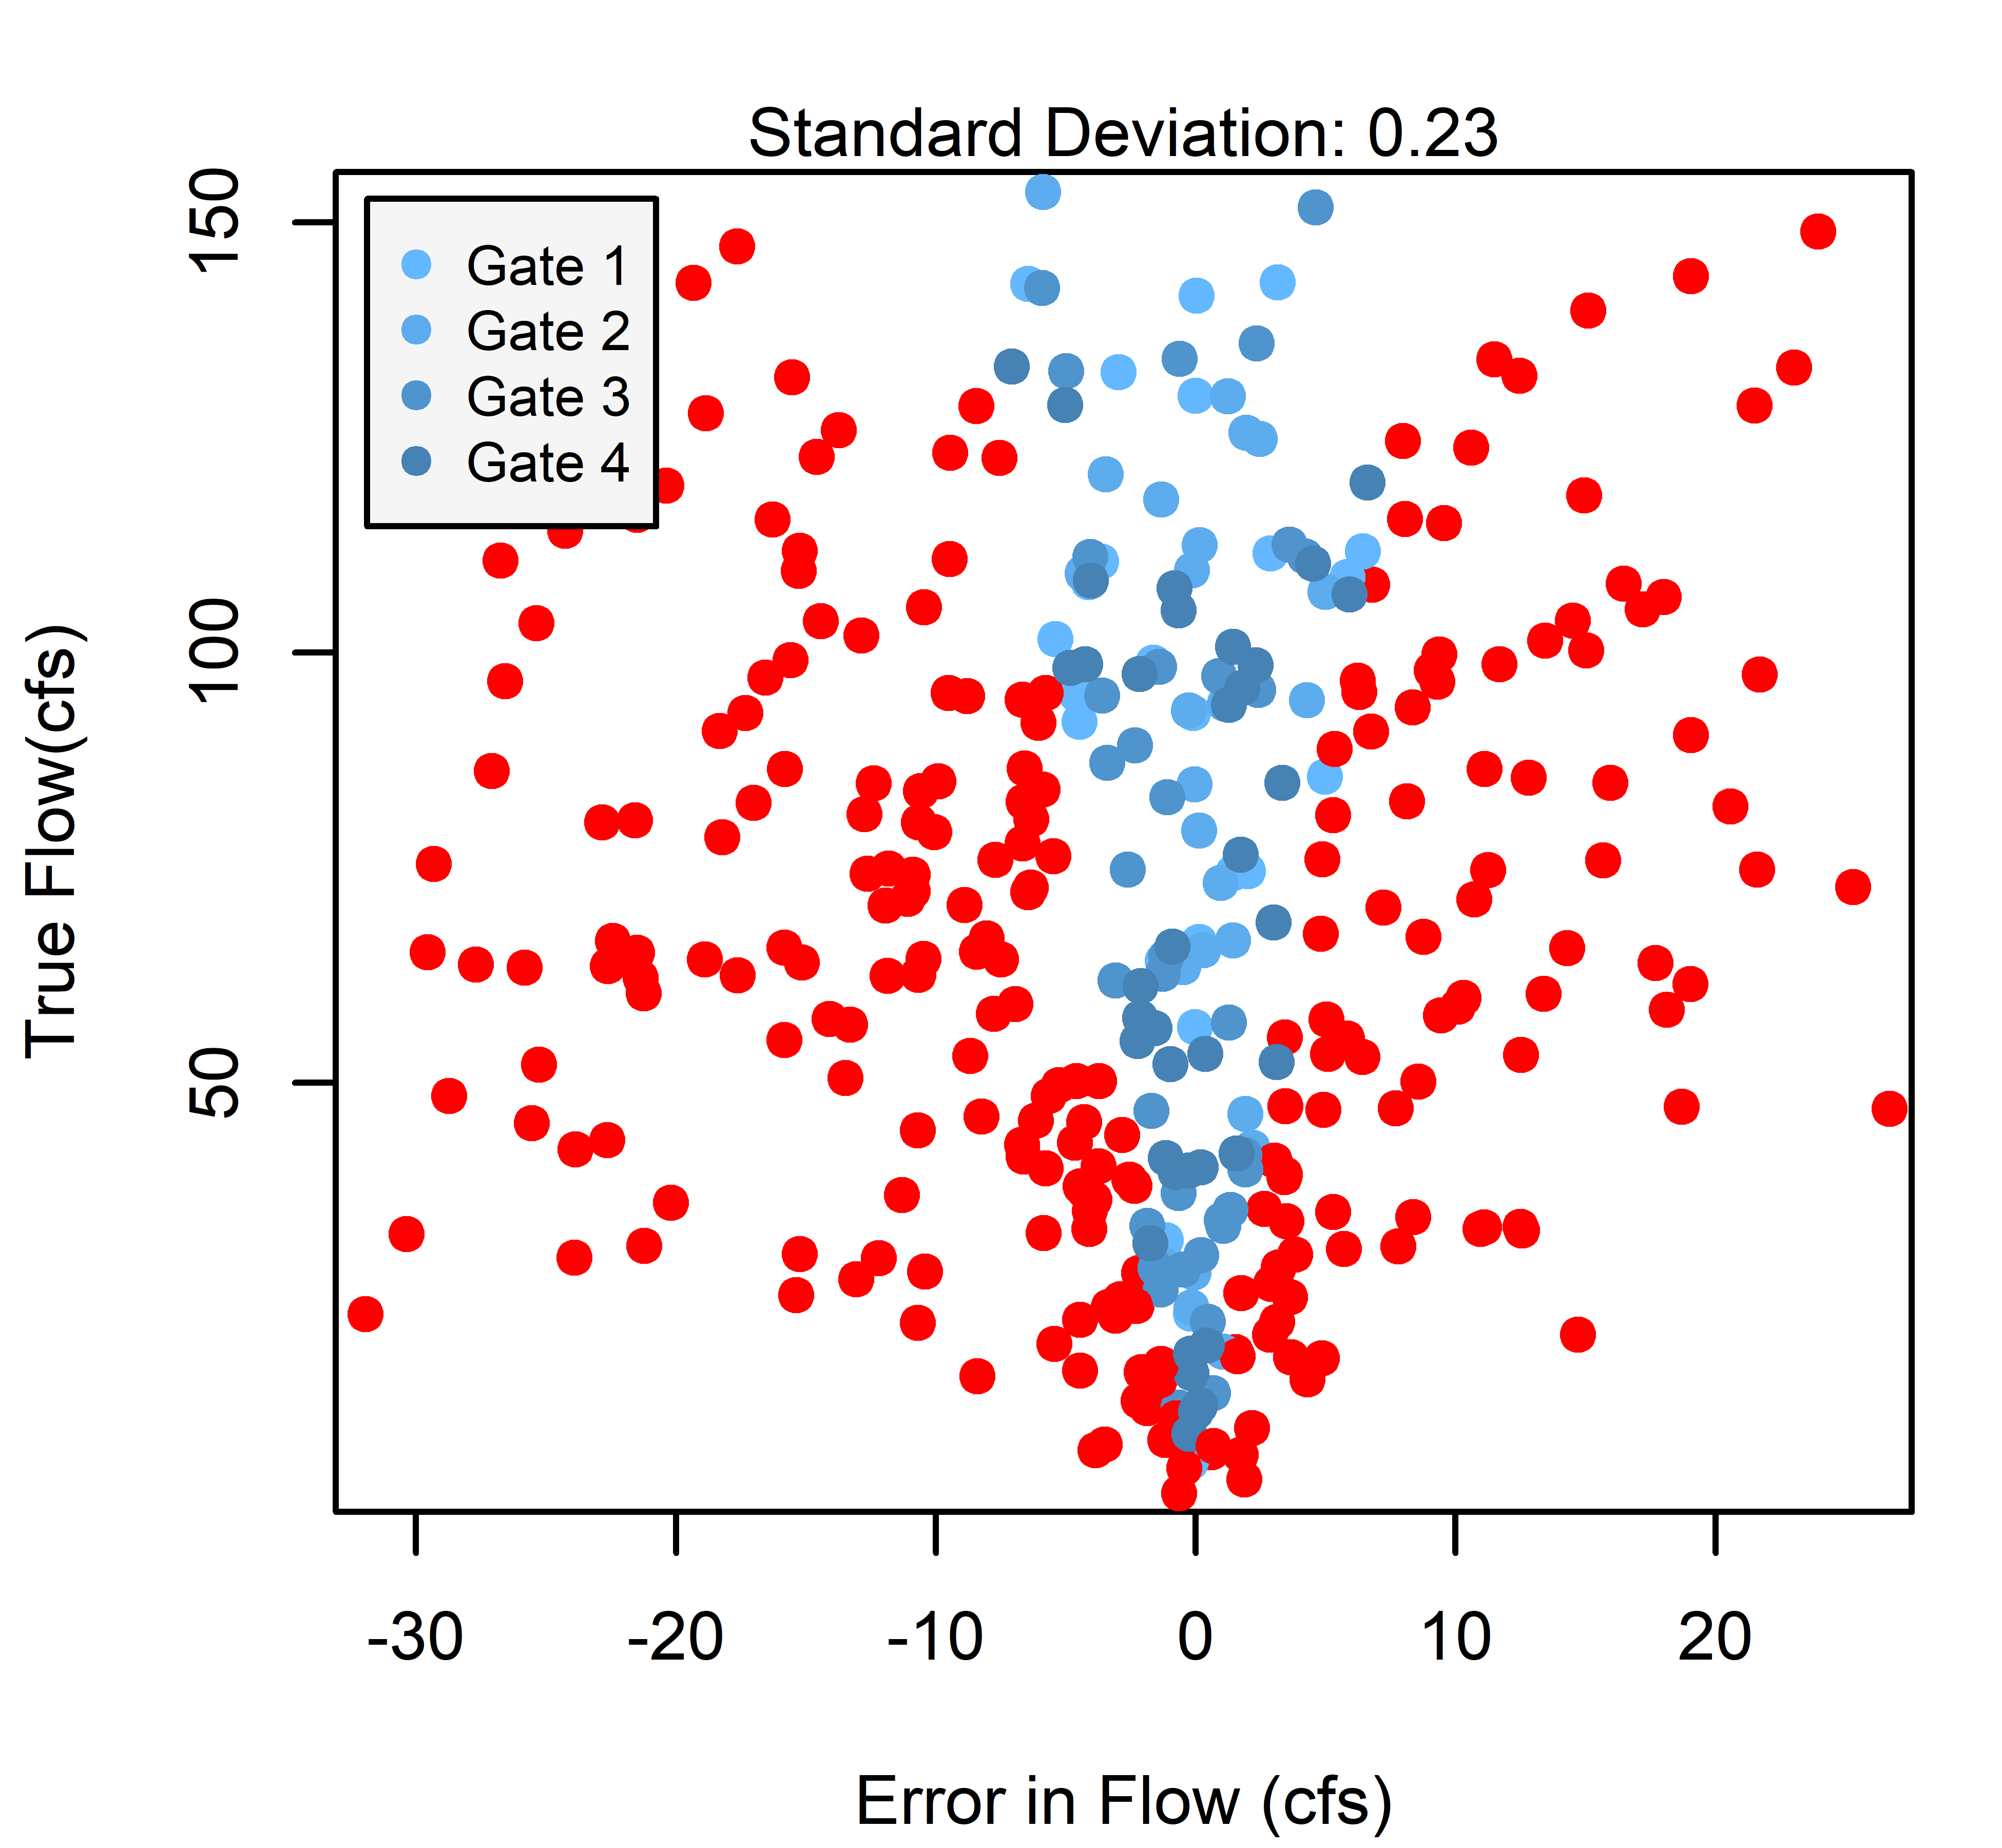 Standard Deviation: 0.23
150
100
50
True Flow(cfs)
Gate 1
Gate 2
Gate 3
Gate 4
-30 -20 -10 0 10 20
Error in Flow (cfs)